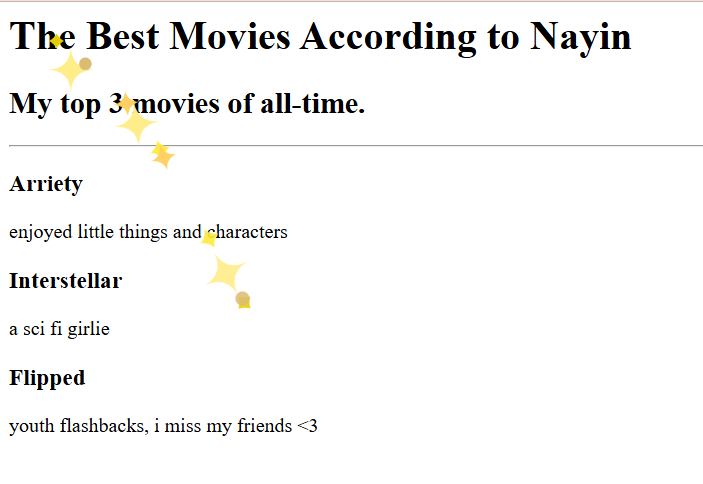 The Best Movies According to Nayin
My top 3 movies of all-time.
Arriety
enjoyed little things and characters
Interstellar
a sci fi girlie
Flipped
youth flashbacks, i miss my friends <3